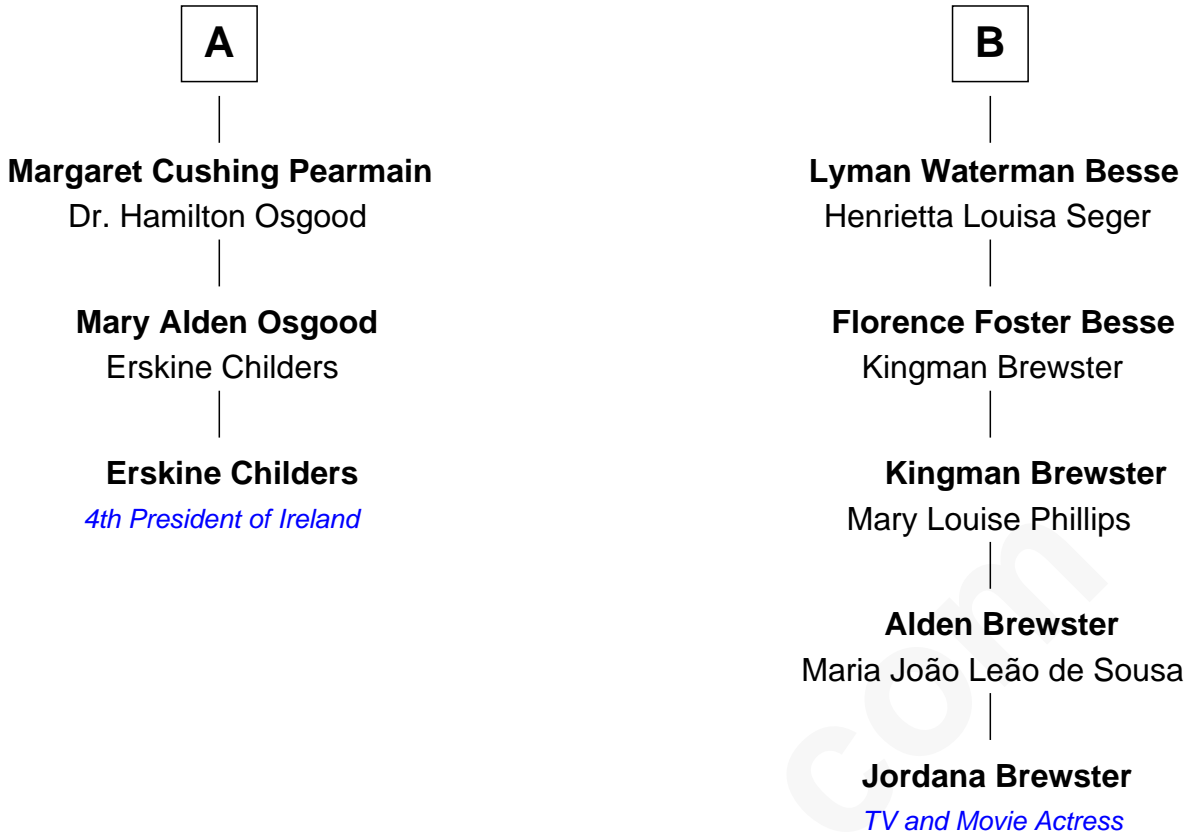 A
Margaret Cushing Pearmain
Dr. Hamilton Osgood
Mary Alden Osgood
Erskine Childers
Erskine Childers
4th President of Ireland
B
Lyman Waterman Besse
Henrietta Louisa Seger
Florence Foster Besse
Kingman Brewster
Kingman Brewster
Mary Louise Phillips
Alden Brewster
Maria João Leão de Sousa
Jordana Brewster
TV and Movie Actress
com